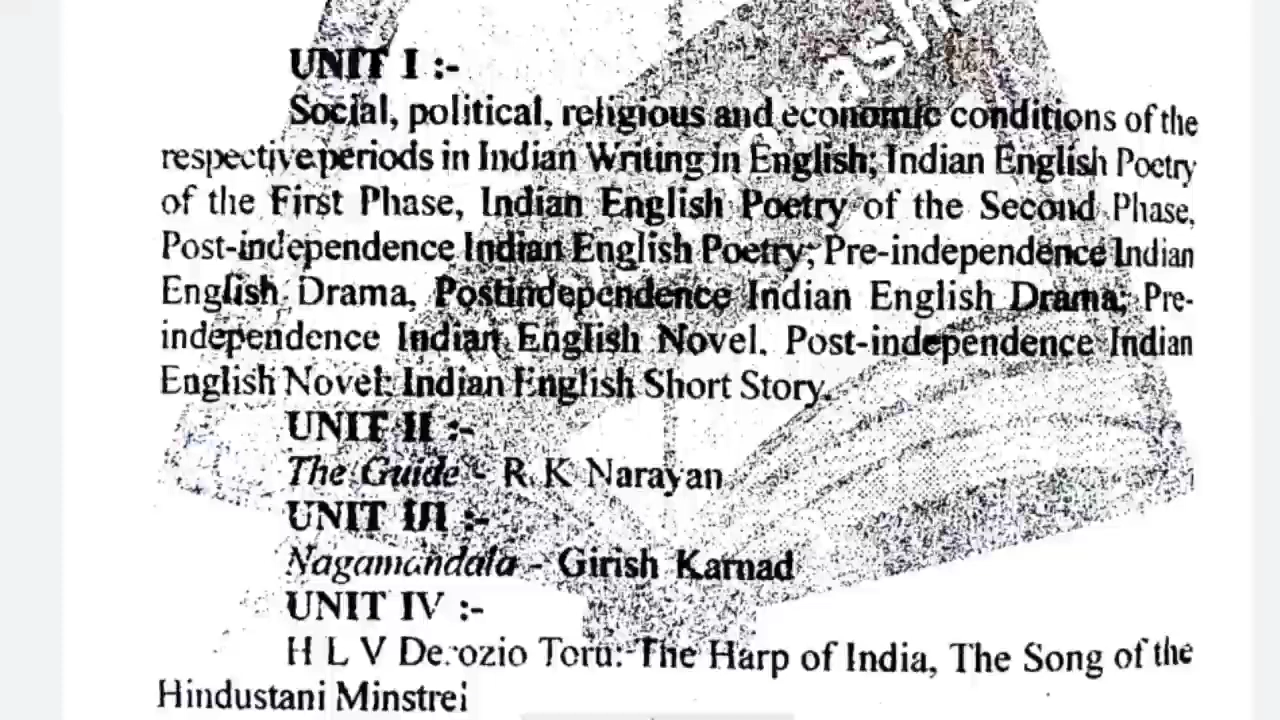 UNIT I :-
Social, political, religious and economic conditions of the
respective periods in Indian Writing in English; Indian English Poetry
of the First Phase, Indian English Poetry of the Second Phase,
Post-independence Indian English Poetry; Pre-independence Indian
English Drama, Postindependence Indian English Drama; Pre-
independence Indian English Novel, Post-independence Indian
English Novel; Indian English Short Story.
UNIT II :-
The Guide - R K Narayan
UNIT III :-
Nagamandala - Girish Karnad
UNIT IV :-
H L V Derozio Toru: The Harp of India, The Song of the
Hindustani Minstrel